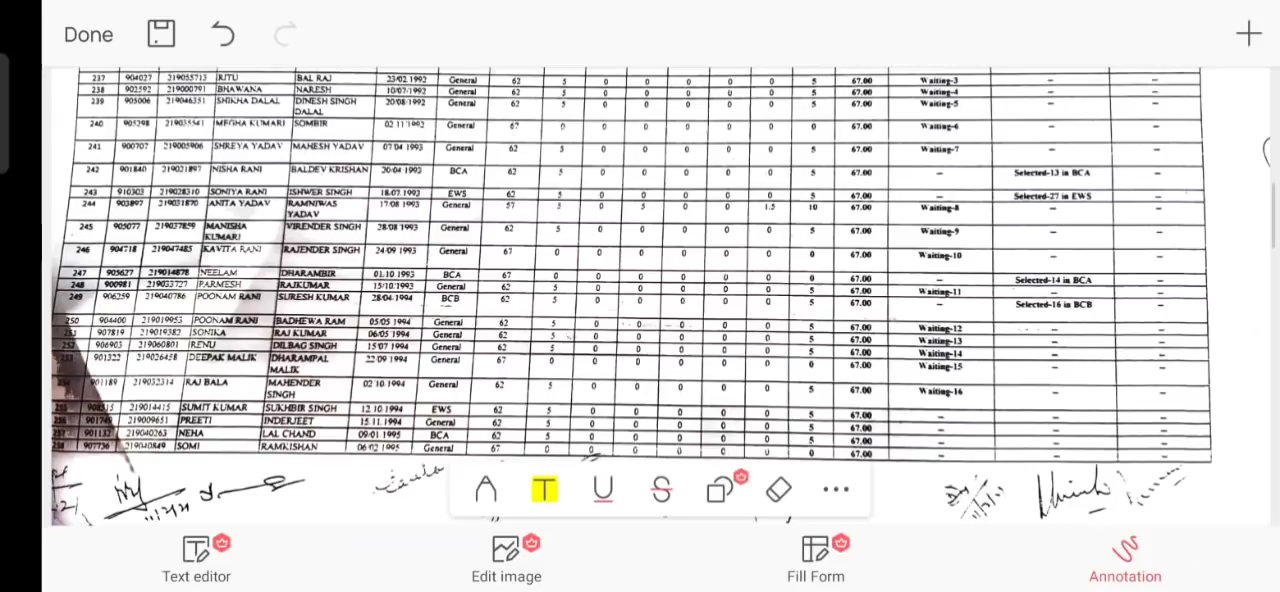 Done
237 904027 219055713 RITU BAL RAJ 23/02 1992 General 62 5 0 0 0 0 0 5 67.00 Waiting-3 – –
238 902592 219000791 BHAWANA NARESH 10/07/1992 General 62 5 0 0 0 0 0 5 67.00 Waiting-4 – –
239 905006 219046351 SHIKHA DALAL DINESH SINGH DALAL 20/08/1992 General 62 5 0 0 0 0 0 5 67.00 Waiting-5 – –
240 905298 219035541 MEGHA KUMARI SOMBIR 02 11 1992 General 67 0 0 0 0 0 0 0 67.00 Waiting-6 – –
241 900707 219005906 SHREYA YADAV MAHESH YADAV 07 04 1993 General 62 5 0 0 0 0 0 5 67.00 Waiting-7 – –
242 901840 219021897 NISHA RANI BALDEV KRISHAN 20 04 1993 BCA 62 5 0 0 0 0 0 5 67.00 – Selected-13 in BCA –
243 910303 219028310 SONIYA RANI ISHWER SINGH 18.07.1993 EWS 62 5 0 0 0 0 0 5 67.00 – Selected-27 in EWS –
244 903897 219031870 ANITA YADAV RAMNIWAS YADAV 17/08 1993 General 57 5 0 5 0 0 1.5 10 67.00 Waiting-8 – –
245 905077 219037859 MANISHA KUMARI VIRENDER SINGH 28/08 1993 General 62 5 0 0 0 0 0 5 67.00 Waiting-9 – –
246 904718 219047485 KAVITA RANI RAJENDER SINGH 24 09 1993 General 67 0 0 0 0 0 0 0 67.00 Waiting-10 – –
247 905627 219014878 NEELAM DHARAMBIR 01.10 1993 BCA 67 0 0 0 0 0 0 0 67.00 – Selected-14 in BCA –
248 900981 219033727 PARMESH RAJKUMAR 15/10/1993 General 62 5 0 0 0 0 0 5 67.00 Waiting-11 – –
249 906259 219040786 POONAM RANI SURESH KUMAR 28/04 1994 BCB 62 5 0 0 0 0 0 5 67.00 – Selected-16 in BCB –
250 904400 219019953 POONAM RANI BADHEWA RAM 05/05 1994 General 62 5 0 0 0 0 0 5 67.00 Waiting-12 – –
251 907819 219019382 SONIKA RAJ KUMAR 06/05 1994 General 62 5 0 0 0 0 0 5 67.00 Waiting-13 – –
252 906903 219060801 RENU DILBAG SINGH 15 07 1994 General 62 5 0 0 0 0 0 5 67.00 Waiting-14 – –
253 901322 219026458 DEEPAK MALIK DHARAMPAL MALIK 22 09 1994 General 67 0 0 0 0 0 0 0 67.00 Waiting-15 – –
254 901189 219032314 RAJ BALA MAHENDER SINGH 02 10 1994 General 62 5 0 0 0 0 0 5 67.00 Waiting-16 – –
255 219014415 SUMIT KUMAR SUKHBIR SINGH 12 10 1994 EWS 62 5 0 0 0 0 0 5 67.00 – – –
256 219009651 PREETI INDERJEET 15.11.1994 General 62 5 0 0 0 0 0 5 67.00 – – –
257 219040263 NEHA LAL CHAND 09/01 1995 BCA 62 5 0 0 0 0 0 5 67.00 – – –
258 907736 219040849 SOMI RAMKISHAN 06 02 1995 General 67 0 0 0 0 0 0 0 67.00 – – –
T U S
Text editor Edit image Fill Form Annotation